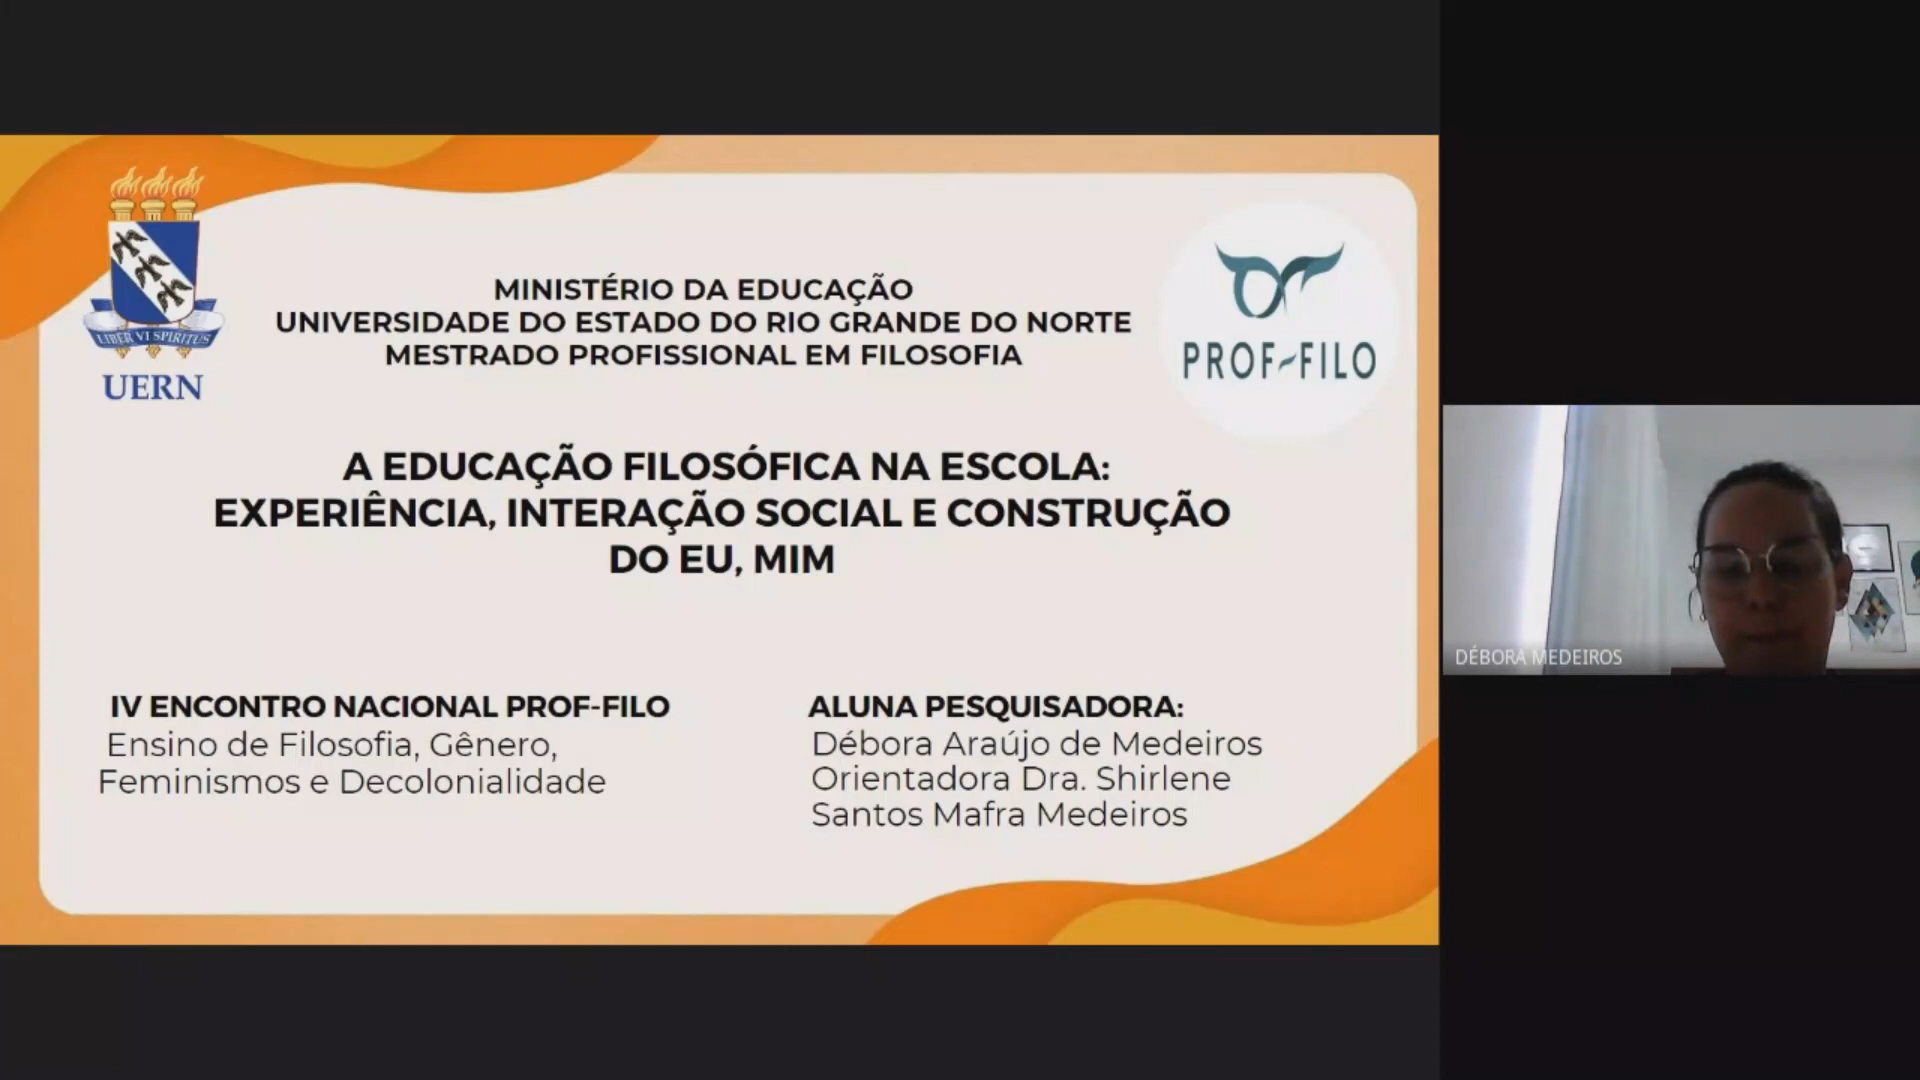 LIBER VI SPIRITUS
UERN
MINISTÉRIO DA EDUCAÇÃO
UNIVERSIDADE DO ESTADO DO RIO GRANDE DO NORTE
MESTRADO PROFISSIONAL EM FILOSOFIA
PROF-FILO
A EDUCAÇÃO FILOSÓFICA NA ESCOLA:
EXPERIÊNCIA, INTERAÇÃO SOCIAL E CONSTRUÇÃO
DO EU, MIM
IV ENCONTRO NACIONAL PROF-FILO
Ensino de Filosofia, Gênero,
Feminismos e Decolonialidade
ALUNA PESQUISADORA:
Débora Araújo de Medeiros
Orientadora Dra. Shirlene
Santos Mafra Medeiros
DÉBORA MEDEIROS